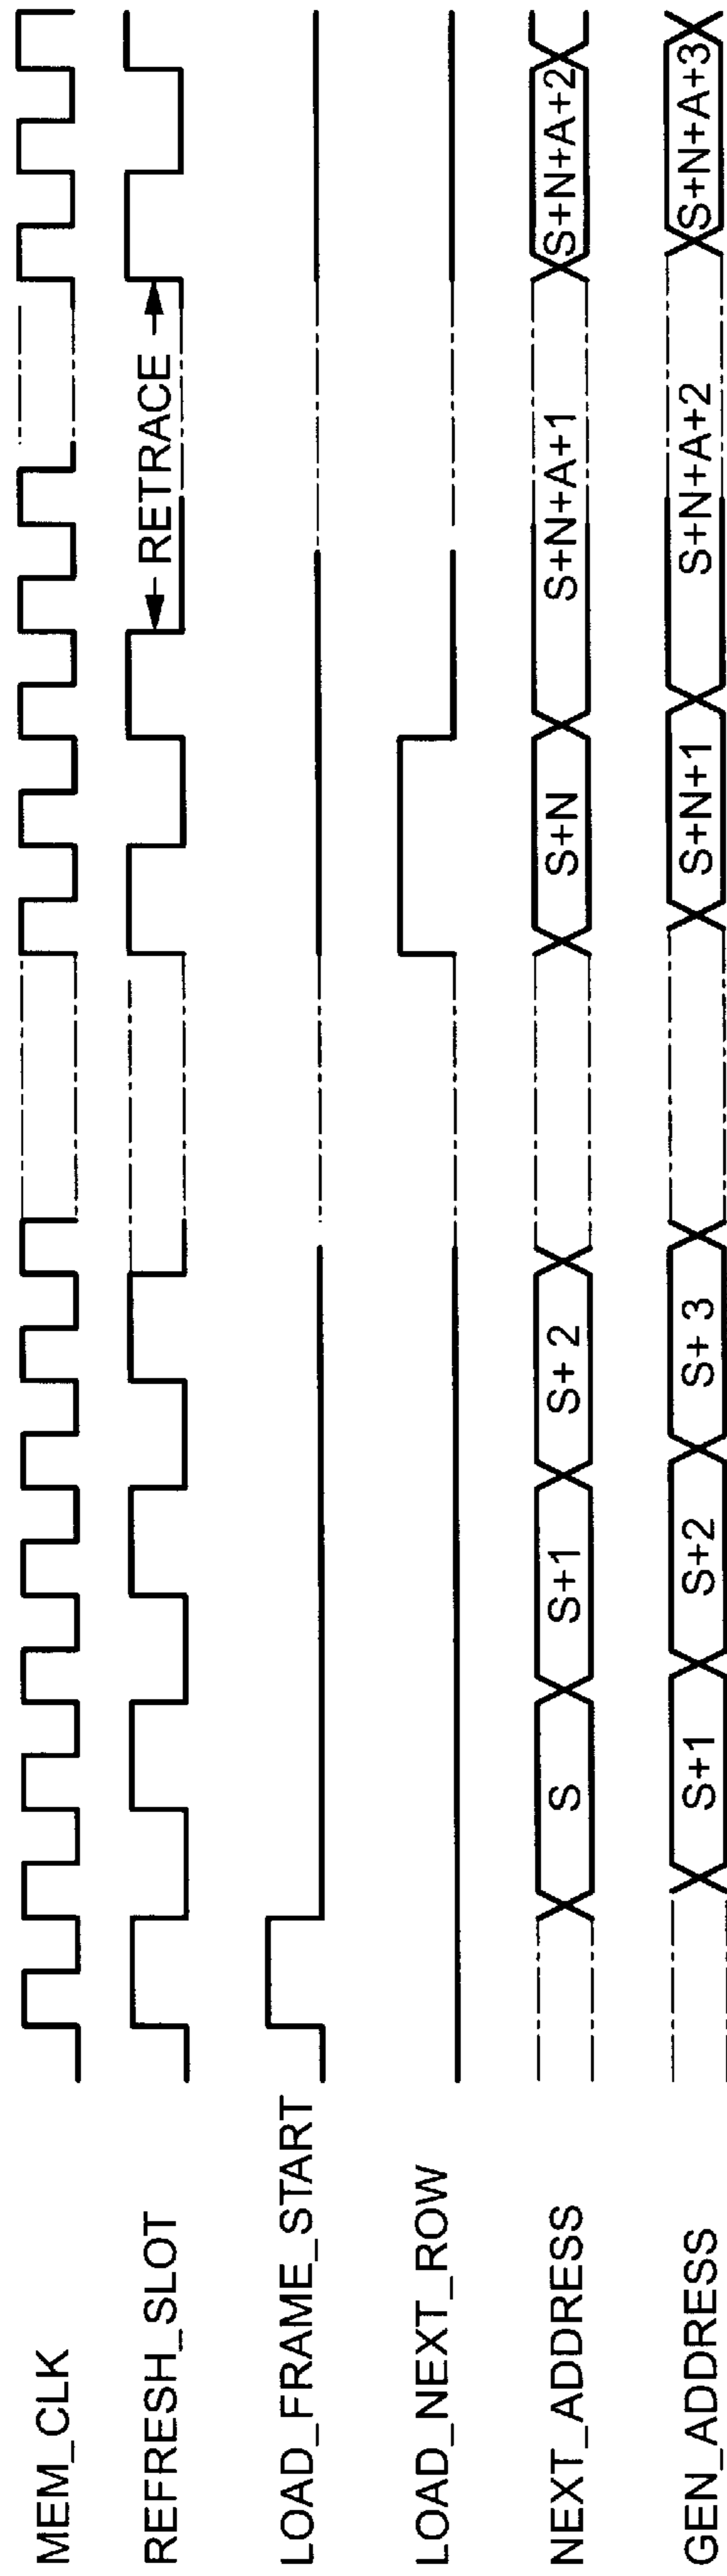 MEM_CLK
REFRESH_SLOT
RETRACE
LOAD_FRAME_START
LOAD_NEXT_ROW
NEXT_ADDRESS
S
S+1
S+ 2
S+N
S+N+A+1
S+N+A+2
GEN_ADDRESS
S+1
S+2
S+ 3
S+N+1
S+N+A+2
S+N+A+3